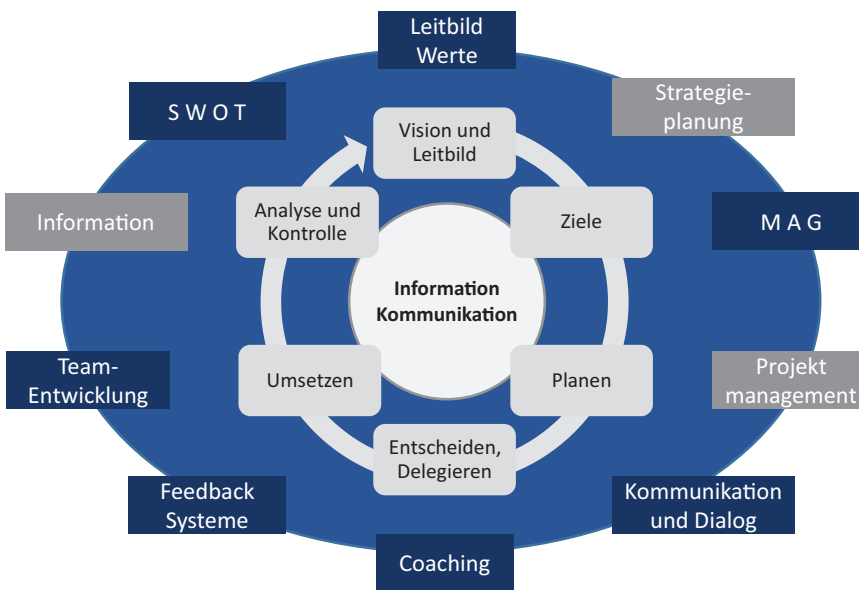 Leitbild
Werte
Strategie-
planung
S W O T
Vision und
Leitbild
Information
Analyse und
Kontrolle
Ziele
M A G
Information
Kommunikation
Team-
Entwicklung
Umsetzen
Planen
Projekt
management
Entscheiden,
Delegieren
Feedback
Systeme
Kommunikation
und Dialog
Coaching